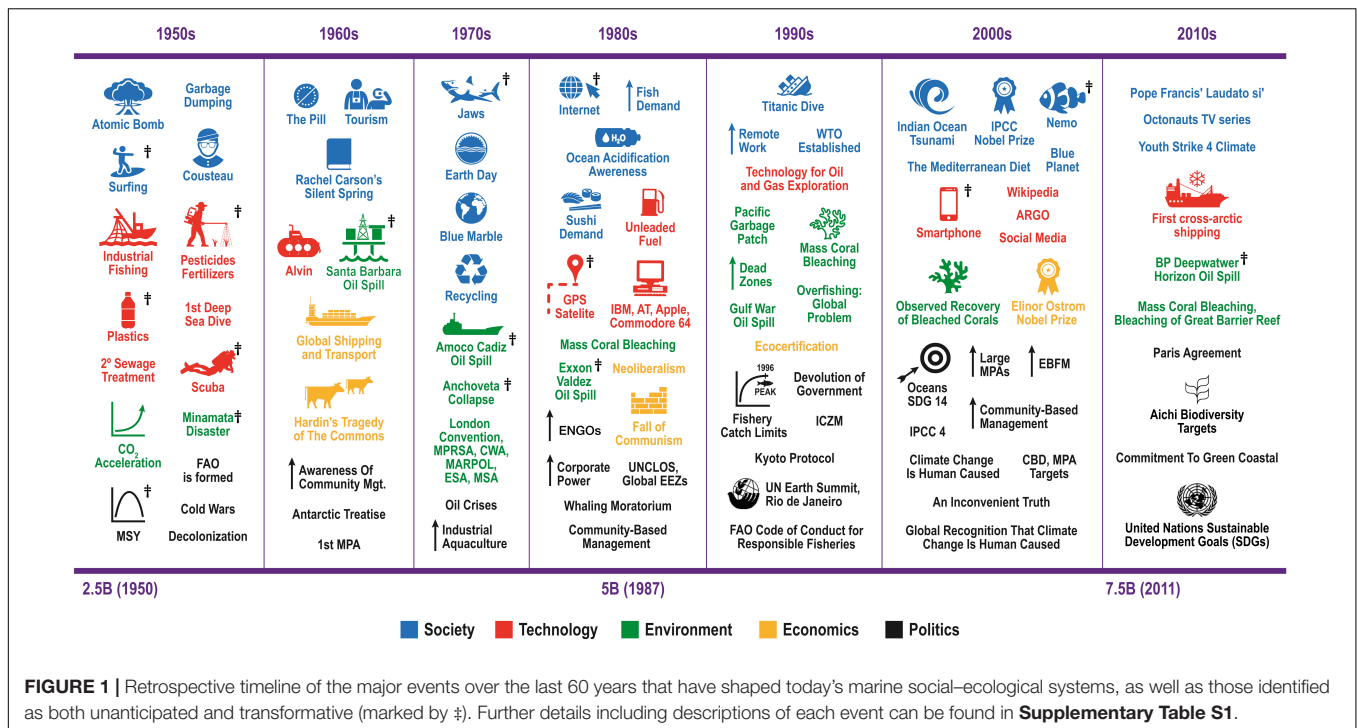 1950s
1960s
1970s
1980s
1990s
2000s
2010s
Atomic Bomb
Garbage
Dumping
‡
Surfing
Cousteau
Industrial
Fishing
‡
Pesticides
Fertilizers
‡
Plastics
1st Deep
Sea Dive
2º Sewage
Treatment
‡
Scuba
CO2
Acceleration
Minamata‡
Disaster
FAO
is formed
‡
MSY
Cold Wars
Decolonization
The Pill
Tourism
Rachel Carson's
Silent Spring
Alvin
‡
Santa Barbara
Oil Spill
Global Shipping
and Transport
Hardin's Tragedy
of The Commons
Awareness Of
Community Mgt.
Antarctic Treatise
1st MPA
‡
Jaws
Earth Day
Blue Marble
Recycling
Amoco Cadiz ‡
Oil Spill
Anchoveta ‡
Collapse
London
Convention,
MPRSA, CWA,
MARPOL,
ESA, MSA
Oil Crises
Industrial
Aquaculture
‡
Internet
Fish
Demand
H2O
Ocean Acidification
Awereness
Sushi
Demand
Unleaded
Fuel
‡
GPS
Satelite
IBM, AT, Apple,
Commodore 64
Mass Coral Bleaching
Exxon ‡
Valdez
Oil Spill
Neoliberalism
Fall of
Communism
ENGOs
Corporate
Power
UNCLOS,
Global EEZs
Whaling Moratorium
Community-Based
Management
Titanic Dive
Remote
Work
WTO
Established
Technology for Oil
and Gas Exploration
Pacific
Garbage
Patch
Mass Coral
Bleaching
Dead
Zones
Overfishing:
Global
Problem
Gulf War
Oil Spill
Ecocertification
1996
PEAK
Fishery
Catch Limits
Devolution of
Government
ICZM
Kyoto Protocol
UN Earth Summit,
Rio de Janeiro
FAO Code of Conduct for
Responsible Fisheries
Indian Ocean
Tsunami
IPCC
Nobel Prize
‡
Nemo
The Mediterranean Diet
Blue
Planet
‡
Smartphone
Wikipedia
ARGO
Social Media
Observed Recovery
of Bleached Corals
Elinor Ostrom
Nobel Prize
Oceans
SDG 14
Large
MPAs
EBFM
Community-Based
Management
IPCC 4
Climate Change
Is Human Caused
CBD, MPA
Targets
An Inconvenient Truth
Global Recognition That Climate
Change Is Human Caused
Pope Francis' Laudato si'
Octonauts TV series
Youth Strike 4 Climate
First cross-arctic
shipping
BP Deepwatwer ‡
Horizon Oil Spill
Mass Coral Bleaching,
Bleaching of Great Barrier Reef
Paris Agreement
Aichi Biodiversity
Targets
Commitment To Green Coastal
United Nations Sustainable
Development Goals (SDGs)
2.5B (1950)
5B (1987)
7.5B (2011)
Society
Technology
Environment
Economics
Politics
FIGURE 1 | Retrospective timeline of the major events over the last 60 years that have shaped today's marine social–ecological systems, as well as those identified
as both unanticipated and transformative (marked by ‡). Further details including descriptions of each event can be found in Supplementary Table S1.